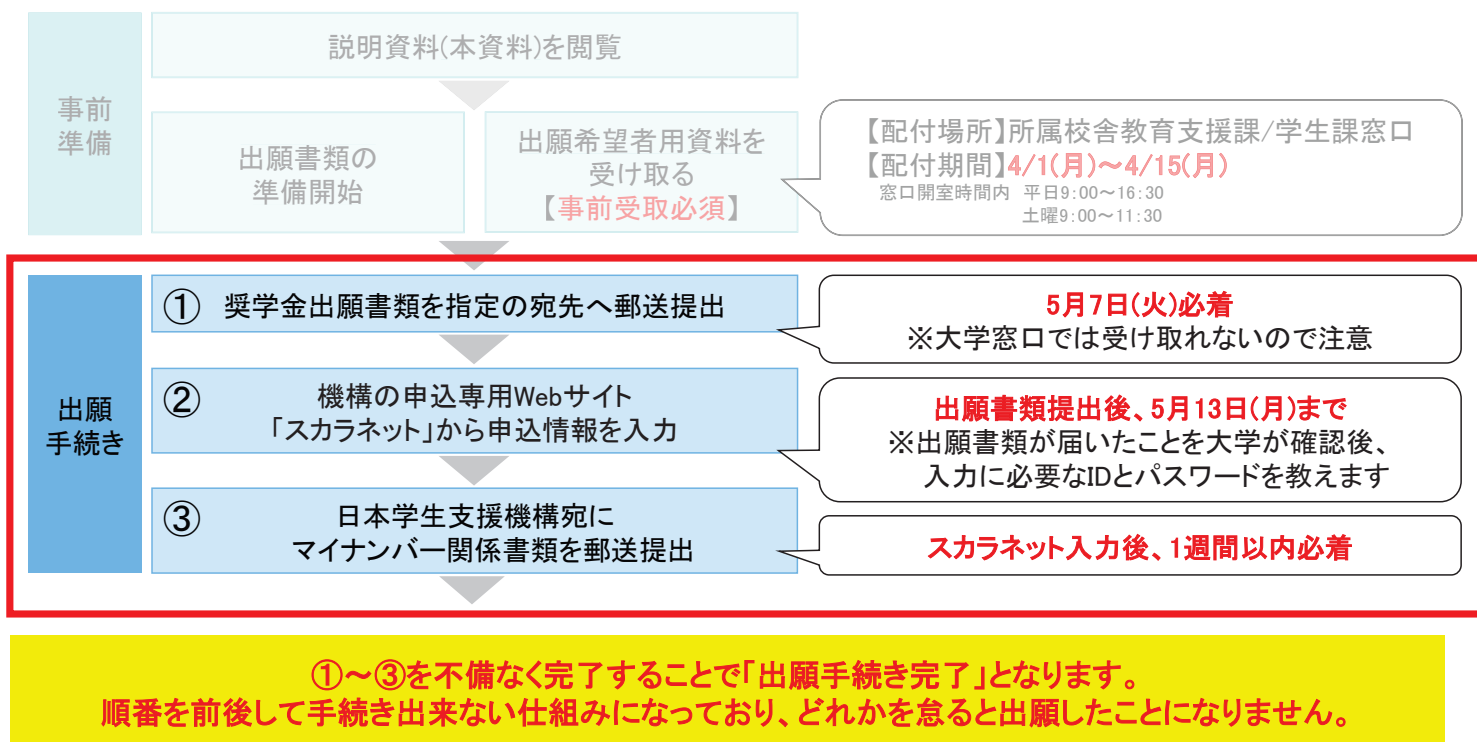 事前
準備
説明資料(本資料)を閲覧
出願書類の
準備開始
出願希望者用資料を
受け取る
【事前受取必須】
【配付場所】所属校舎教育支援課/学生課窓口
【配付期間】4/1(月)～4/15(月)
窓口開室時間内 平日9:00～16:30
土曜9:00～11:30
出願
手続き
① 奨学金出願書類を指定の宛先へ郵送提出
5月7日(火)必着
※大学窓口では受け取れないので注意
② 機構の申込専用Webサイト
「スカラネット」から申込情報を入力
出願書類提出後、5月13日(月)まで
※出願書類が届いたことを大学が確認後、
入力に必要なIDとパスワードを教えます
③ 日本学生支援機構宛に
マイナンバー関係書類を郵送提出
スカラネット入力後、1週間以内必着
①～③を不備なく完了することで「出願手続き完了」となります。
順番を前後して手続き出来ない仕組みになっており、どれかを怠ると出願したことになりません。